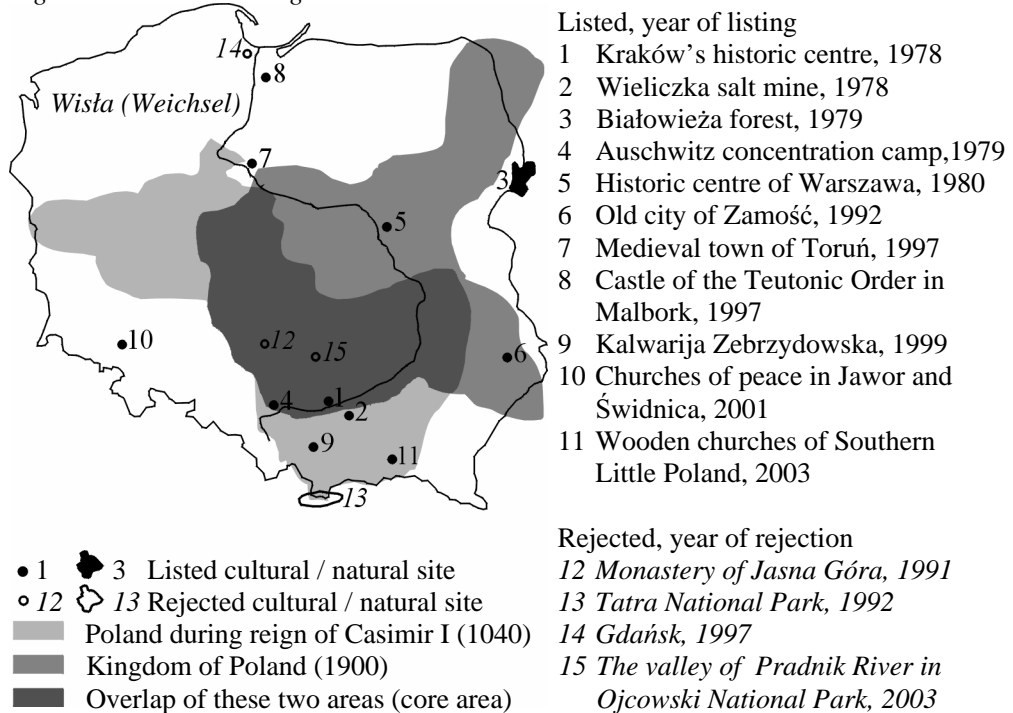 Listed, year of listing
1 Kraków's historic centre, 1978
2 Wieliczka salt mine, 1978
3 Białowieża forest, 1979
4 Auschwitz concentration camp,1979
5 Historic centre of Warszawa, 1980
6 Old city of Zamość, 1992
7 Medieval town of Toruń, 1997
8 Castle of the Teutonic Order in
Malbork, 1997
9 Kalwarija Zebrzydowska, 1999
10 Churches of peace in Jawor and
Świdnica, 2001
11 Wooden churches of Southern
Little Poland, 2003
Rejected, year of rejection
12 Monastery of Jasna Góra, 1991
13 Tatra National Park, 1992
14 Gdańsk, 1997
15 The valley of Pradnik River in
Ojcowski National Park, 2003
14
8
Wisła (Weichsel)
7
3
5
10
12
15
6
4
1
2
9
11
13
1 3 Listed cultural / natural site
12 13 Rejected cultural / natural site
Poland during reign of Casimir I (1040)
Kingdom of Poland (1900)
Overlap of these two areas (core area)